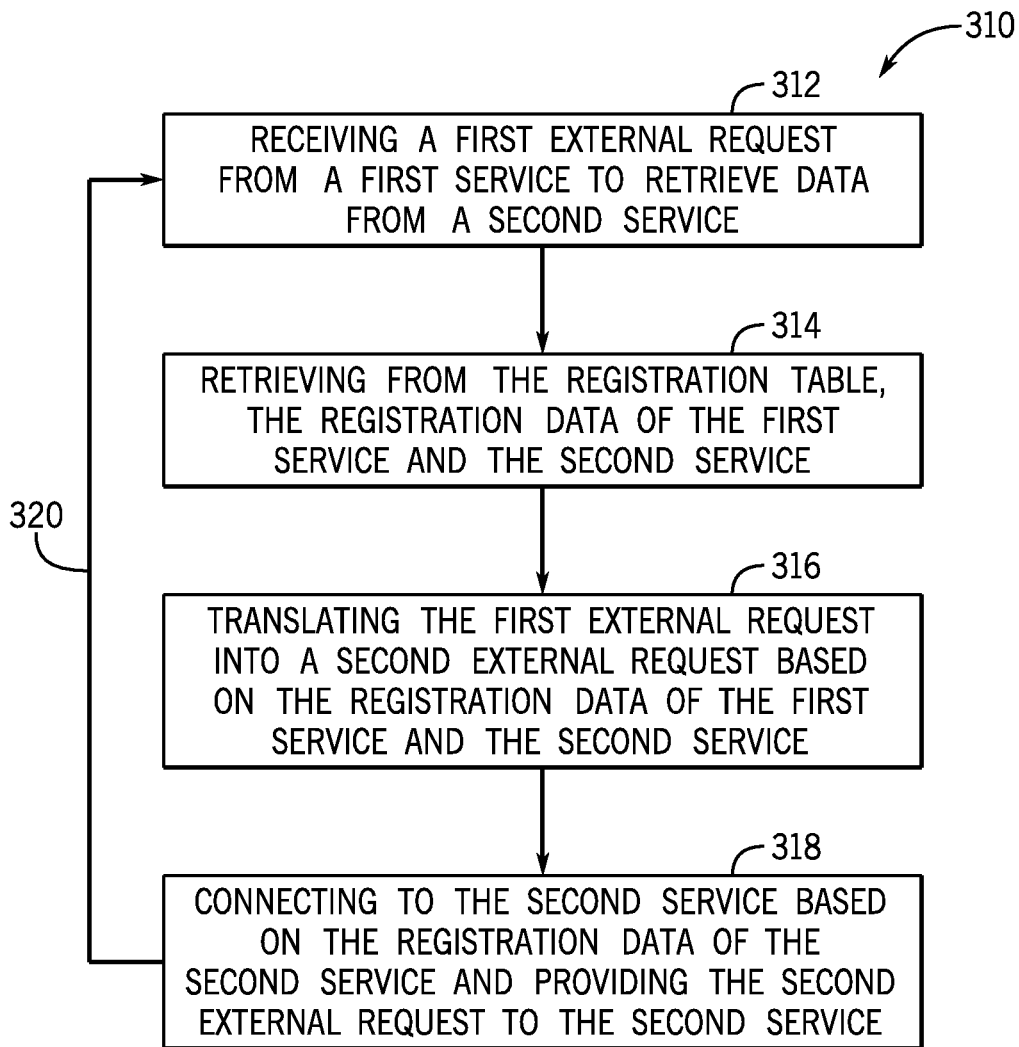 310
312
RECEIVING A FIRST EXTERNAL REQUEST
FROM A FIRST SERVICE TO RETRIEVE DATA
FROM A SECOND SERVICE
314
RETRIEVING FROM THE REGISTRATION TABLE,
THE REGISTRATION DATA OF THE FIRST
SERVICE AND THE SECOND SERVICE
320
316
TRANSLATING THE FIRST EXTERNAL REQUEST
INTO A SECOND EXTERNAL REQUEST BASED
ON THE REGISTRATION DATA OF THE FIRST
SERVICE AND THE SECOND SERVICE
318
CONNECTING TO THE SECOND SERVICE BASED
ON THE REGISTRATION DATA OF THE
SECOND SERVICE AND PROVIDING THE SECOND
EXTERNAL REQUEST TO THE SECOND SERVICE